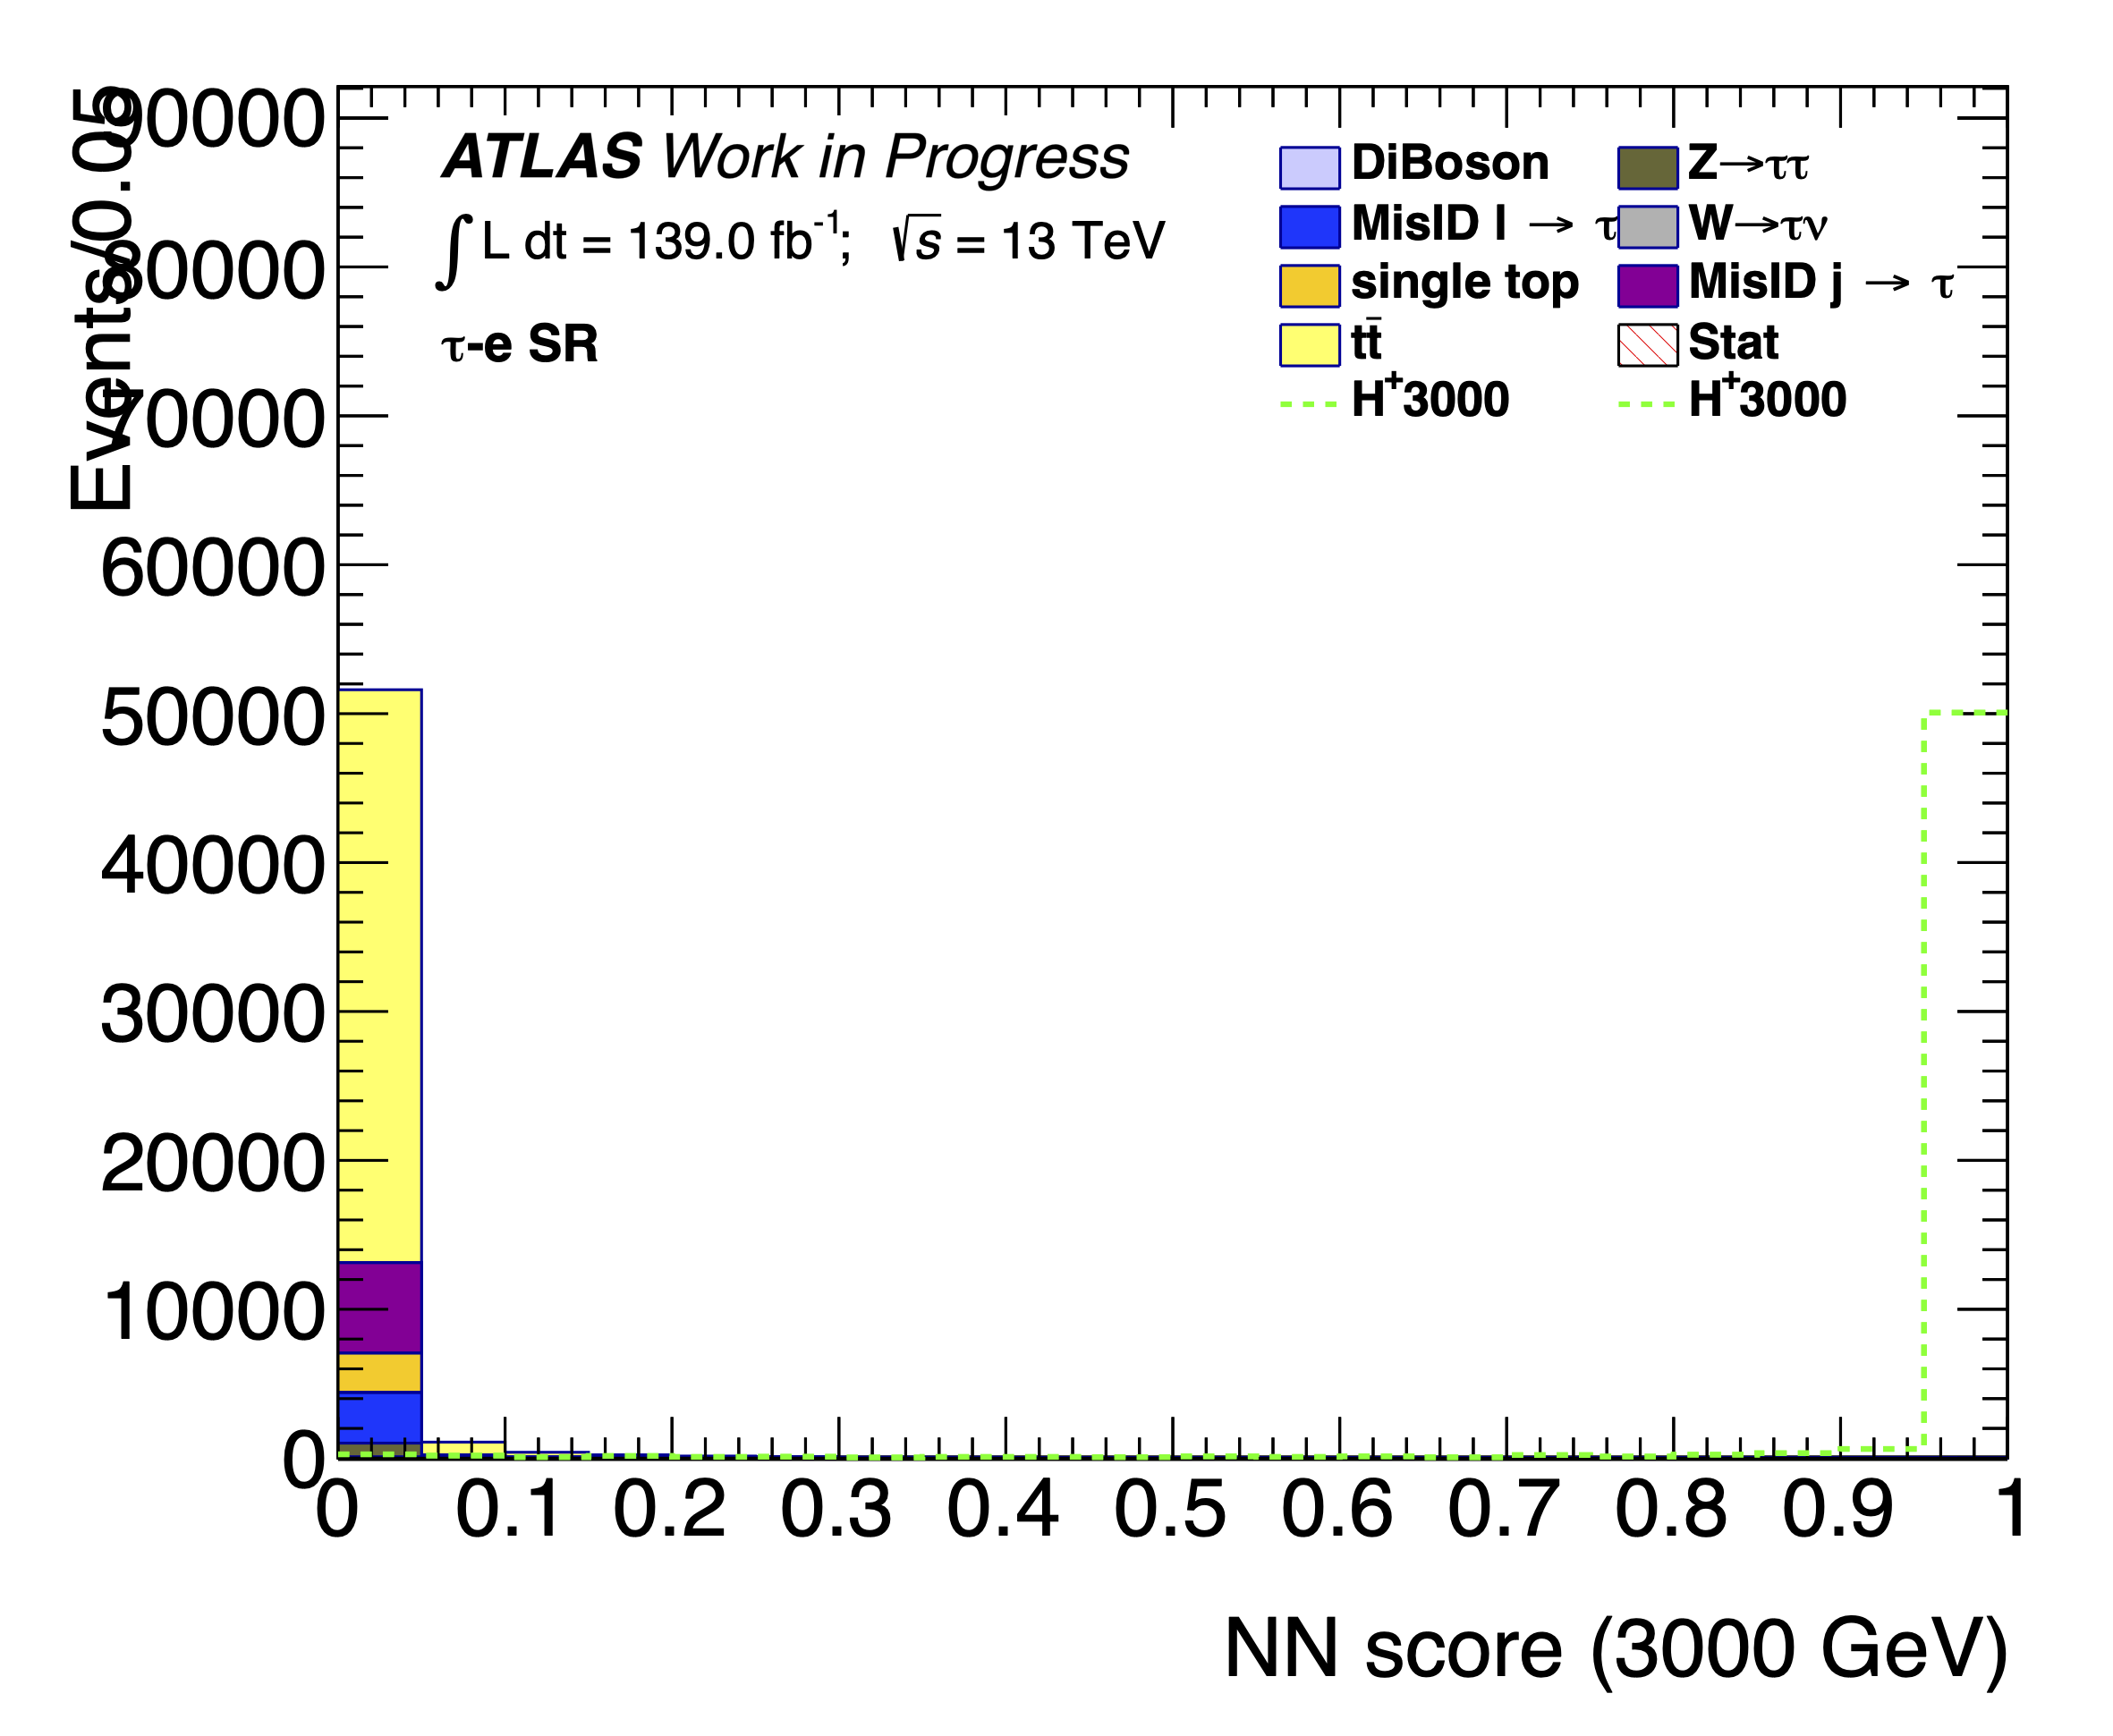 Events/0.05
90000
80000
70000
60000
50000
40000
30000
20000
10000
0
ATLAS Work in Progress
∫ L dt = 139.0 fb⁻¹; √s = 13 TeV
τ-e SR
DiBoson
MisID l → τ
single top
tt̄
H⁺3000
Z→ττ
W→τν
MisID j → τ
Stat
H⁺3000
0 0.1 0.2 0.3 0.4 0.5 0.6 0.7 0.8 0.9 1
NN score (3000 GeV)